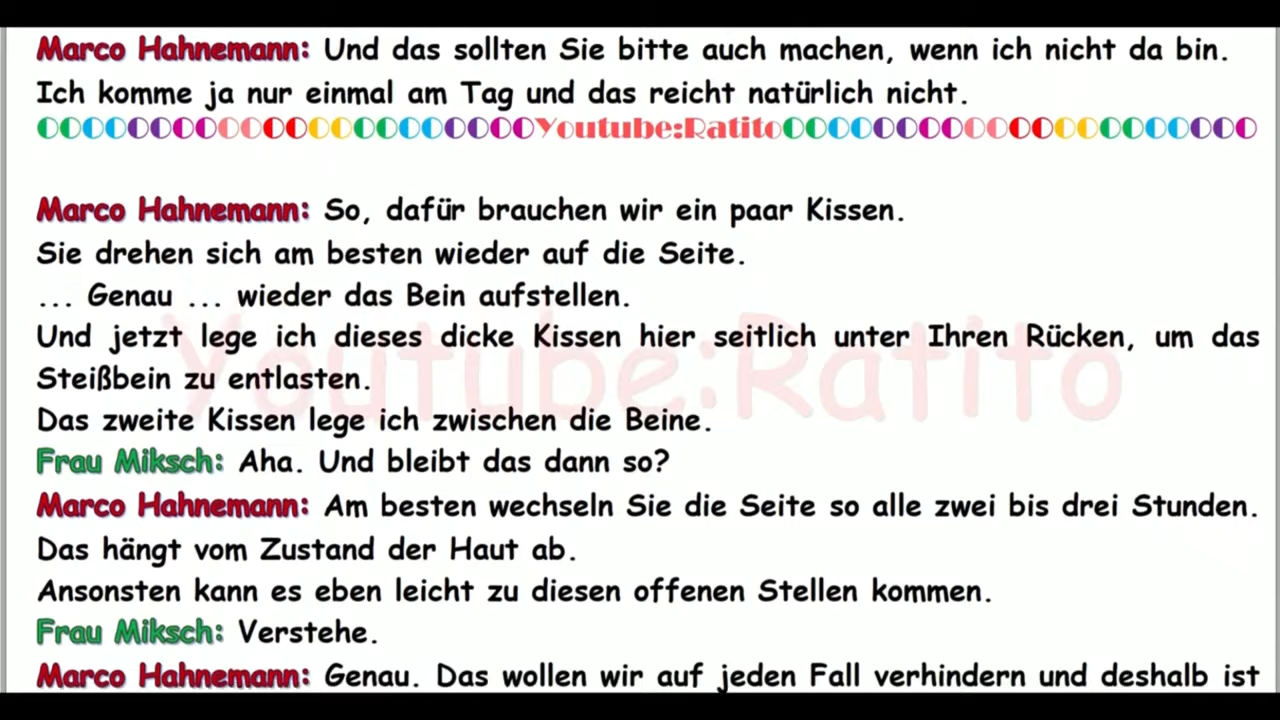 Marco Hahnemann: Und das sollten Sie bitte auch machen, wenn ich nicht da bin.
Ich komme ja nur einmal am Tag und das reicht natürlich nicht.
Youtube:Ratito
Marco Hahnemann: So, dafür brauchen wir ein paar Kissen.
Sie drehen sich am besten wieder auf die Seite.
... Genau ... wieder das Bein aufstellen.
Und jetzt lege ich dieses dicke Kissen hier seitlich unter Ihren Rücken, um das
Youtube:Ratito
Steißbein zu entlasten.
Das zweite Kissen lege ich zwischen die Beine.
Frau Miksch: Aha. Und bleibt das dann so?
Marco Hahnemann: Am besten wechseln Sie die Seite so alle zwei bis drei Stunden.
Das hängt vom Zustand der Haut ab.
Ansonsten kann es eben leicht zu diesen offenen Stellen kommen.
Frau Miksch: Verstehe.
Marco Hahnemann: Genau. Das wollen wir auf jeden Fall verhindern und deshalb ist